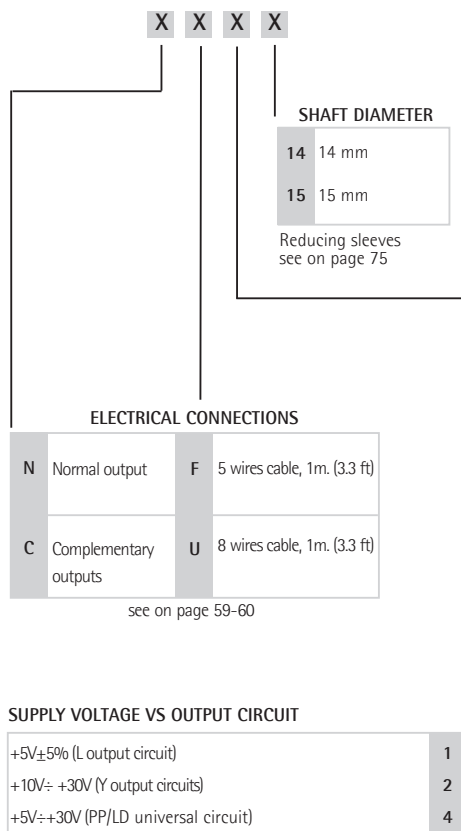 X X X X
SHAFT DIAMETER
14 14 mm
15 15 mm
Reducing sleeves
see on page 75
ELECTRICAL CONNECTIONS
N Normal output F 5 wires cable, 1m. (3.3 ft)
C Complementary outputs U 8 wires cable, 1m. (3.3 ft)
see on page 59-60
SUPPLY VOLTAGE VS OUTPUT CIRCUIT
+5V±5% (L output circuit) 1
+10V÷ +30V (Y output circuits) 2
+5V÷+30V (PP/LD universal circuit) 4